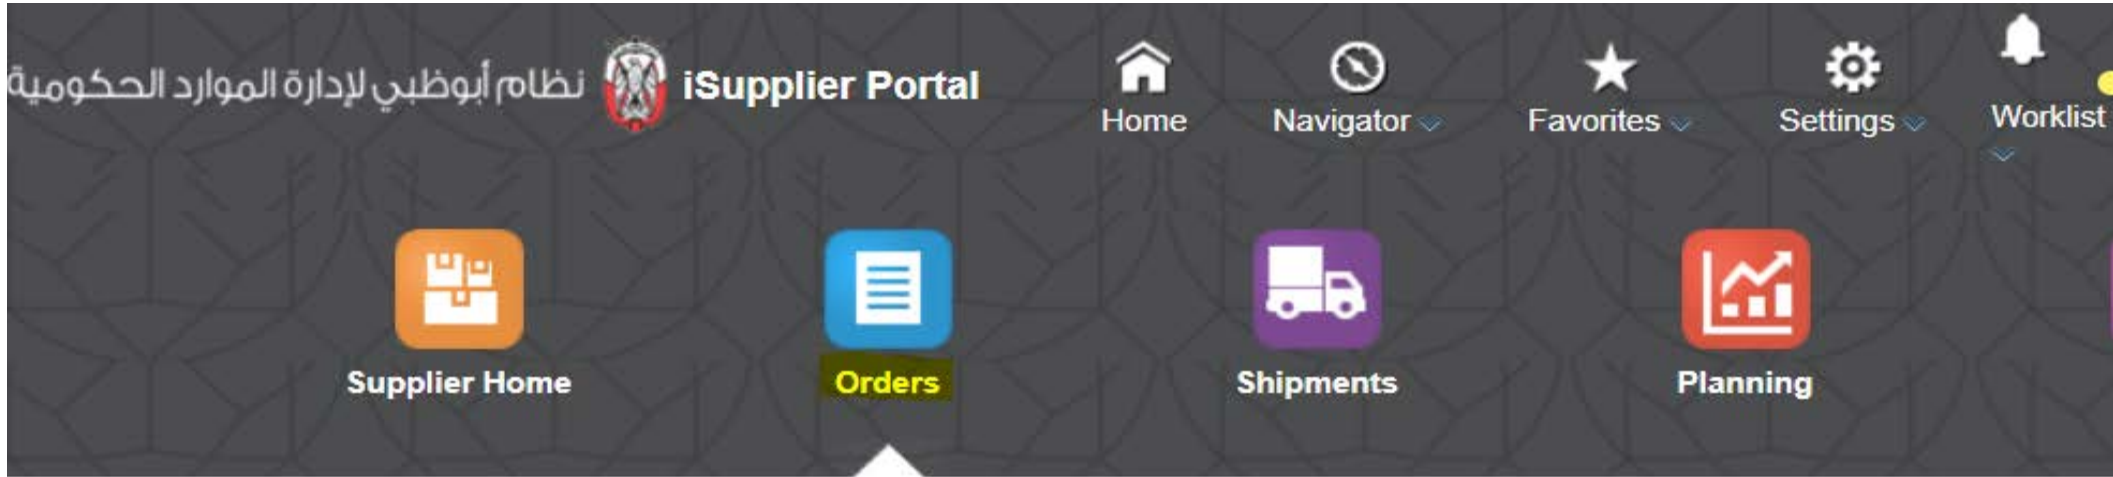 نظام أبوظبي لإدارة الموارد الحكومية
iSupplier Portal
Home
Navigator
Favorites
Settings
Worklist
Supplier Home
Orders
Shipments
Planning